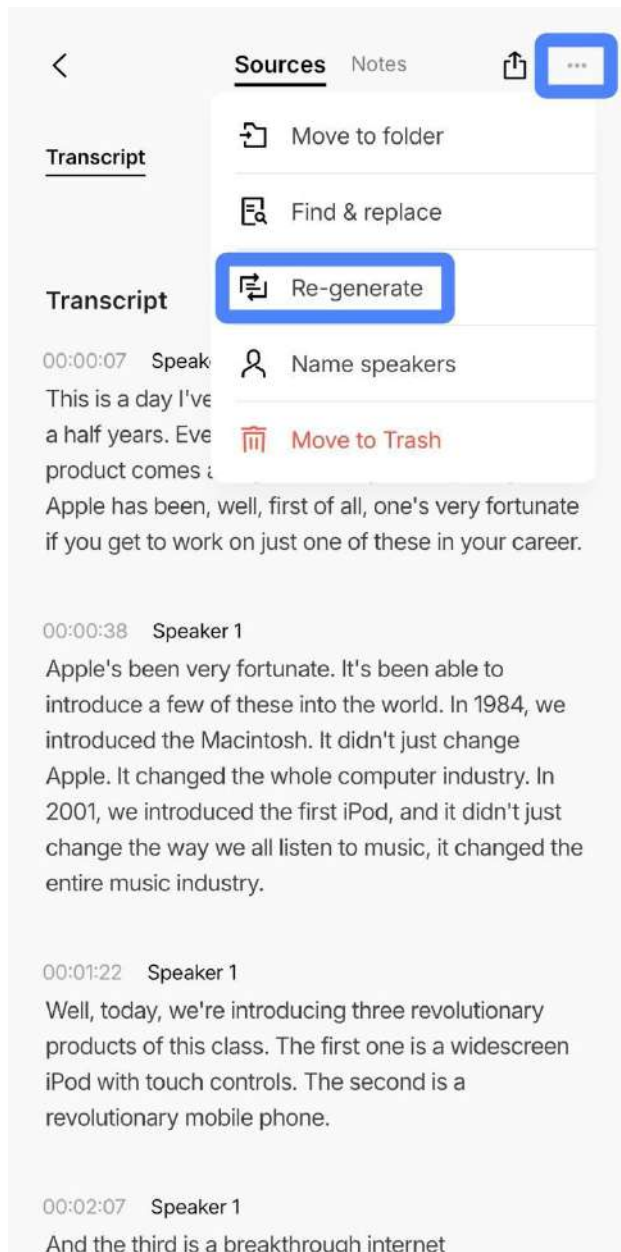 Sources Notes
Transcript
Move to folder
Find & replace
Re-generate
Name speakers
Move to Trash
Transcript
00:00:07 Speak
This is a day I've
a half years. Eve
product comes
Apple has been, well, first of all, one's very fortunate
if you get to work on just one of these in your career.
00:00:38 Speaker 1
Apple's been very fortunate. It's been able to
introduce a few of these into the world. In 1984, we
introduced the Macintosh. It didn't just change
Apple. It changed the whole computer industry. In
2001, we introduced the first iPod, and it didn't just
change the way we all listen to music, it changed the
entire music industry.
00:01:22 Speaker 1
Well, today, we're introducing three revolutionary
products of this class. The first one is a widescreen
iPod with touch controls. The second is a
revolutionary mobile phone.
00:02:07 Speaker 1
And the third is a breakthrough internet